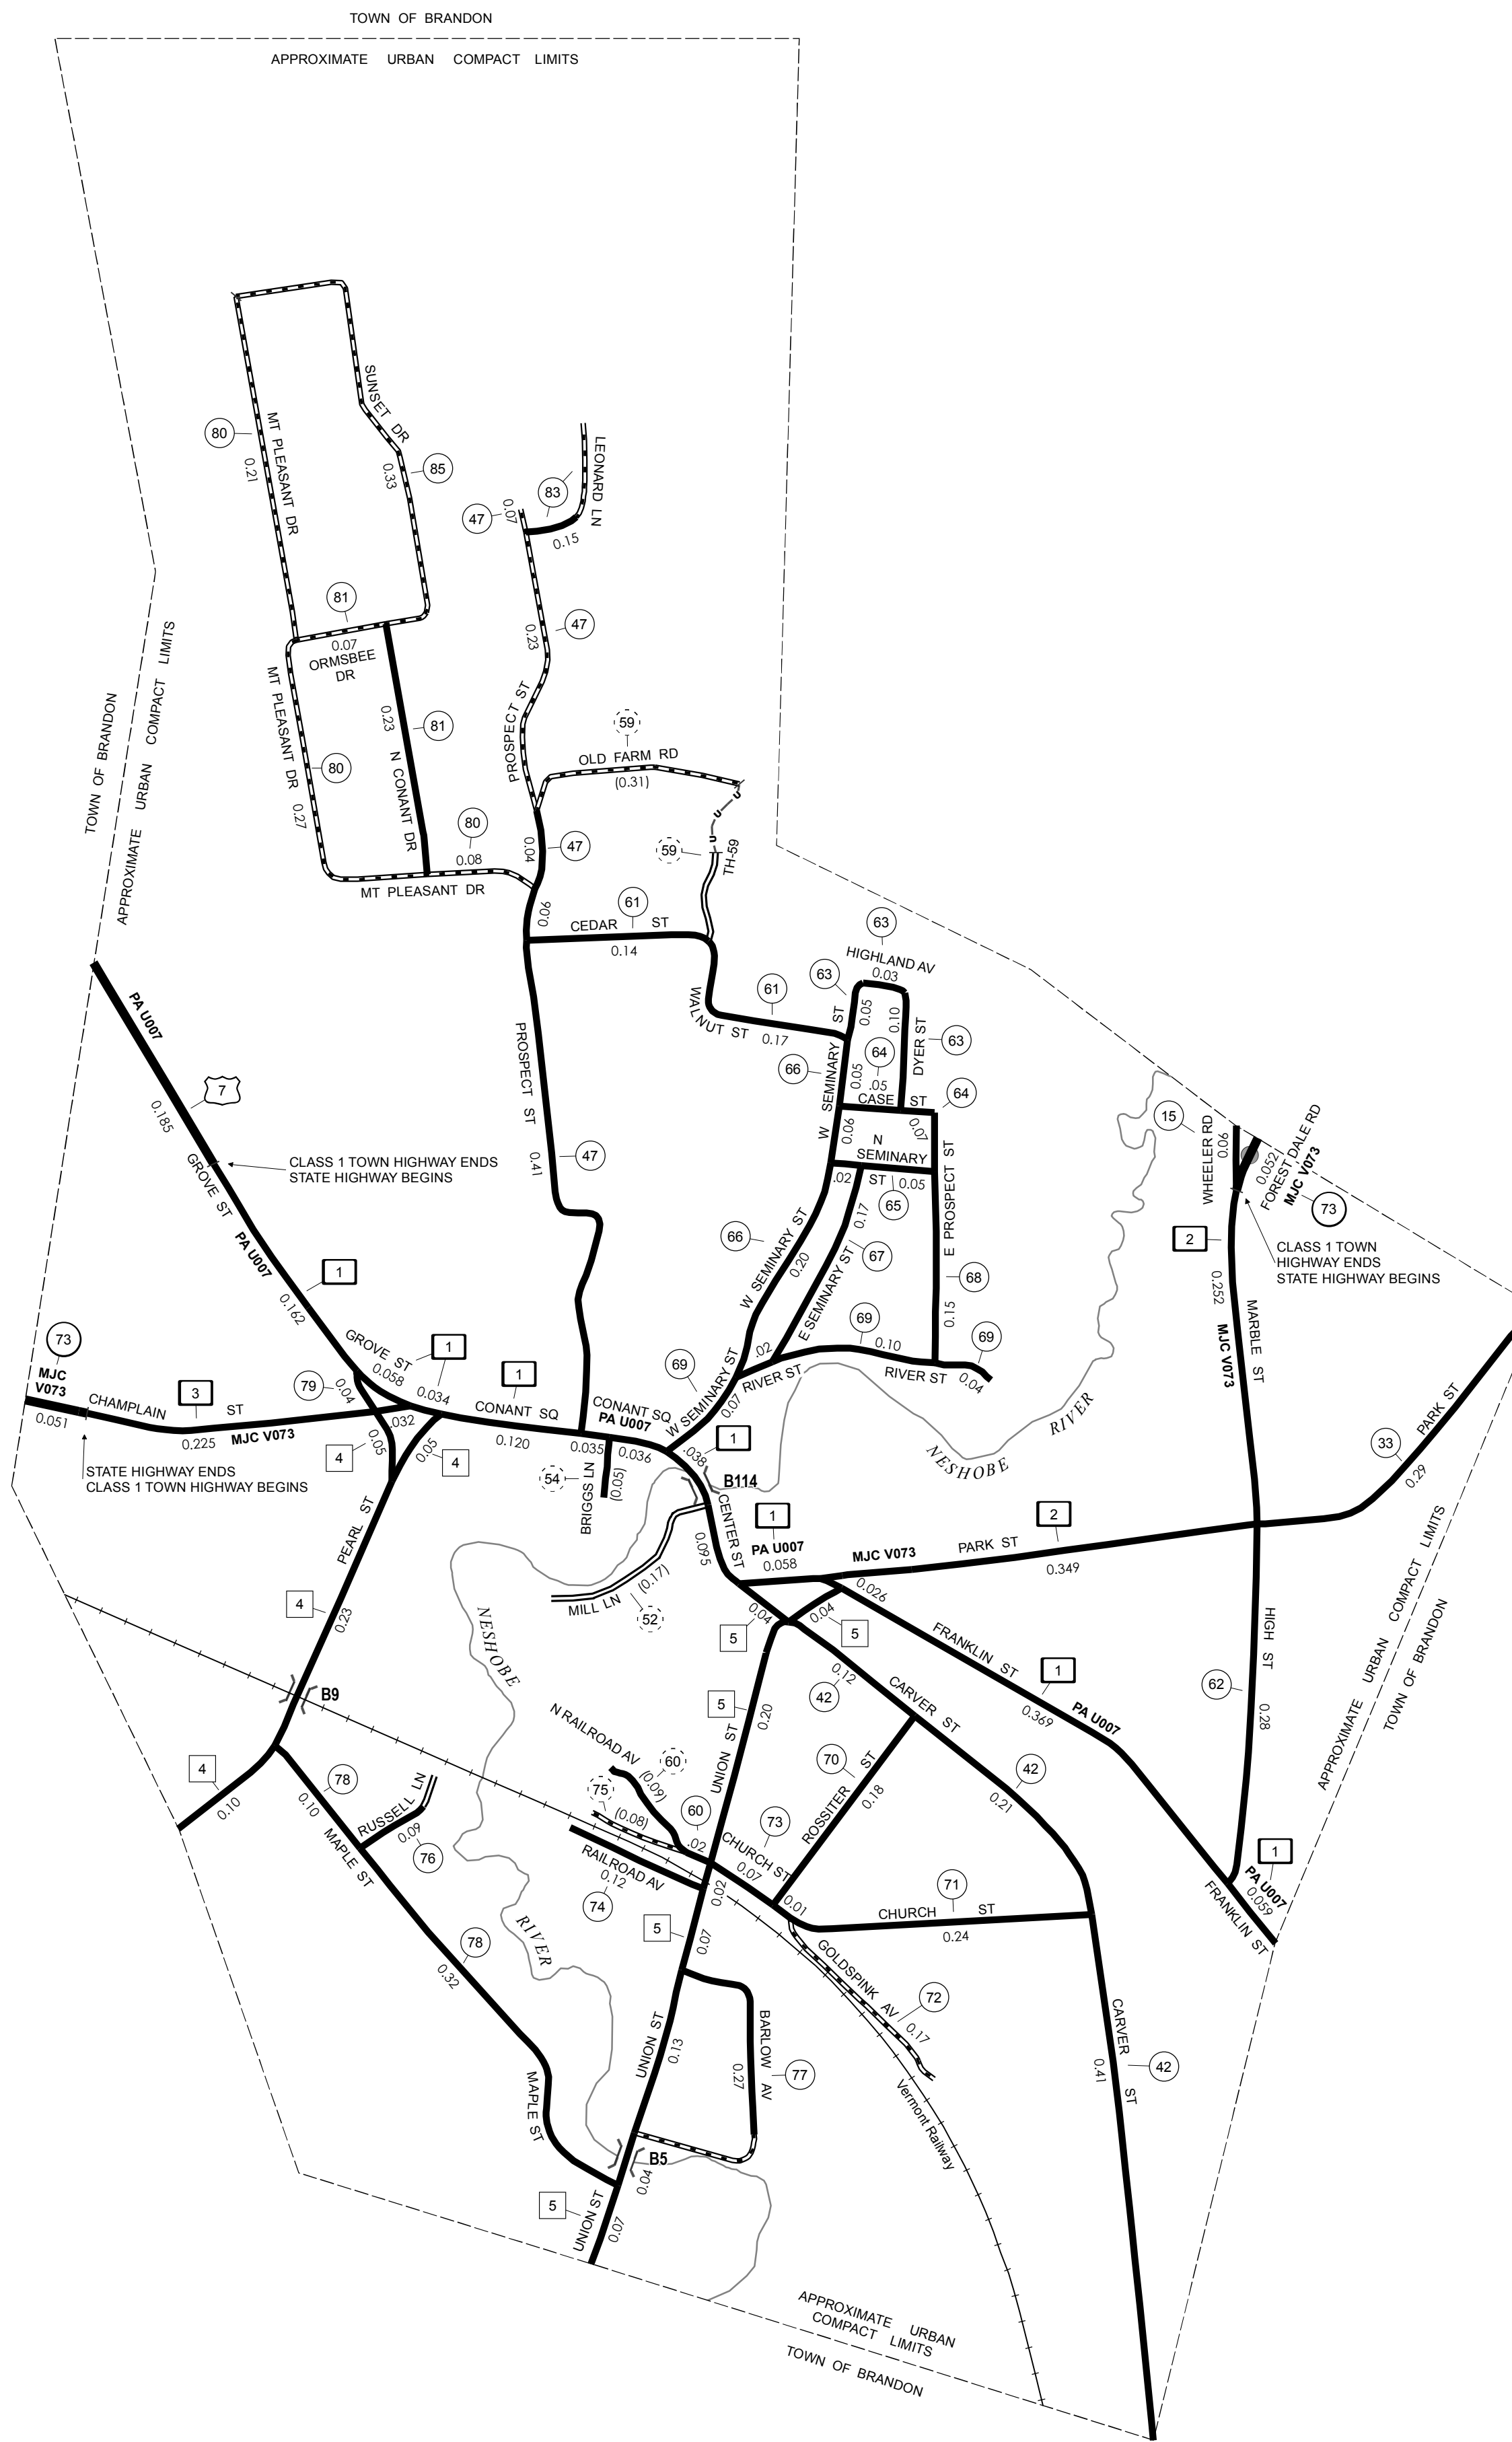 TOWN OF BRANDON
APPROXIMATE URBAN COMPACT LIMITS
SUNSET DR
MT PLEASANT DR
80
0.21
0.33
85
LEONARD LN
83
47
0.07
0.15
81
0.07
ORMSBEE
DR
47
0.23
PROSPECT ST
MT PLEASANT DR
80
0.27
0.23
81
N CONANT DR
80
0.08
MT PLEASANT DR
59
OLD FARM RD
(0.31)
47
0.04
59
TH-59
0.06
TOWN OF BRANDON
APPROXIMATE URBAN COMPACT LIMITS
61
CEDAR ST
0.14
WALNUT ST
61
0.17
63
HIGHLAND AV
0.03
63
0.05
0.10
DYER ST
63
W SEMINARY ST
66
0.05
64
.05
CASE ST
64
0.07
0.06
N
SEMINARY
ST
.02
0.05
65
E PROSPECT ST
68
0.15
PA U007
7
0.185
GROVE ST
CLASS 1 TOWN HIGHWAY ENDS
STATE HIGHWAY BEGINS
PROSPECT ST
0.41
47
66
W SEMINARY ST
0.20
0.17
67
E SEMINARY ST
69
0.10
.02
RIVER ST
RIVER ST
69
0.04
15
WHEELER RD
0.06
0.052
FOREST DALE RD
MJC V073
73
2
CLASS 1 TOWN
HIGHWAY ENDS
STATE HIGHWAY BEGINS
0.252
MJC V073
MARBLE ST
PA U007
1
0.162
GROVE ST
0.058
1
0.034
73
MJC
V073
0.051
CHAMPLAIN ST
3
0.225
MJC V073
79
0.04
.032
0.05
4
0.05
4
STATE HIGHWAY ENDS
CLASS 1 TOWN HIGHWAY BEGINS
1
CONANT SQ
0.120
CONANT SQ
PA U007
0.035
0.036
69
W SEMINARY ST
0.07
.038
1
B114
54
BRIGGS LN
(0.05)
CENTER ST
0.095
NESHOBE RIVER
33
PARK ST
0.29
1
PA U007
0.058
MJC V073
PARK ST
2
0.349
PEARL ST
4
0.23
MILL LN
(0.17)
52
NESHOBE
0.026
0.04
5
0.04
5
FRANKLIN ST
1
0.369
PA U007
HIGH ST
62
0.28
APPROXIMATE URBAN COMPACT LIMITS
TOWN OF BRANDON
B9
4
0.10
78
0.10
MAPLE ST
RUSSELL LN
0.09
76
5
0.20
UNION ST
0.12
42
CARVER ST
42
0.21
N RAILROAD AV
60
(0.09)
75
(0.08)
60
.02
RAILROAD AV
0.12
74
CHURCH ST
73
0.07
0.02
70
ROSSITER ST
0.18
0.01
71
CHURCH ST
0.24
1
PA U007
0.059
FRANKLIN ST
5
0.07
RIVER
78
0.32
GOLDSPINK AV
72
0.17
UNION ST
0.13
BARLOW AV
0.27
77
MAPLE ST
CARVER ST
0.41
42
Vermont Railway
B5
0.04
5
UNION ST
0.07
APPROXIMATE URBAN
COMPACT LIMITS
TOWN OF BRANDON